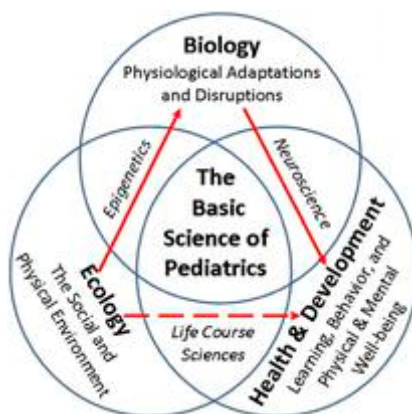 Biology
Physiological Adaptations
and Disruptions
Epigenetics
Neuroscience
The
Basic
Science of
Pediatrics
Ecology
The Social and
Physical Environment
Life Course
Sciences
Health & Development
Learning, Behavior, and
Physical & Mental
Well-being